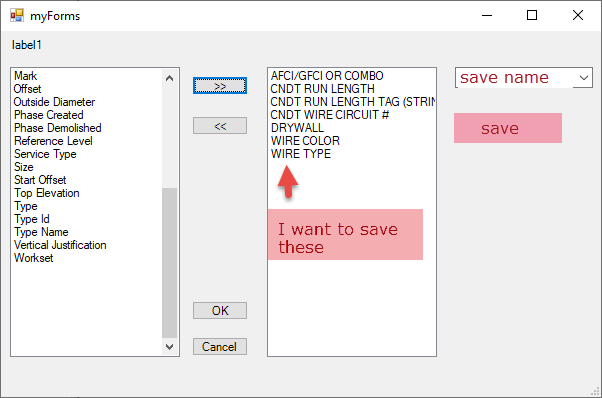 myForms
label1
Mark
Offset
Outside Diameter
Phase Created
Phase Demolished
Reference Level
Service Type
Size
Start Offset
Top Elevation
Type
Type Id
Type Name
Vertical Justification
Workset
>>
<<
OK
Cancel
AFCI/GFCI OR COMBO
CNDT RUN LENGTH
CNDT RUN LENGTH TAG (STRIN
CNDT WIRE CIRCUIT #
DRYWALL
WIRE COLOR
WIRE TYPE
I want to save
these
save name
save